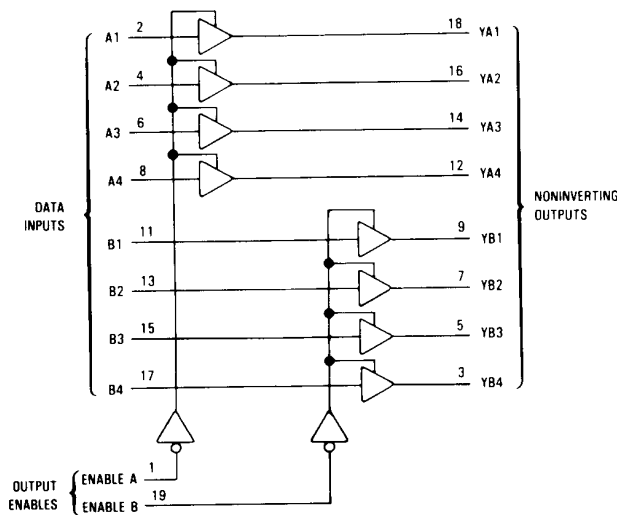 A1 2 18 YA1
A2 4 16 YA2
A3 6 14 YA3
A4 8 12 YA4
DATA INPUTS
NONINVERTING OUTPUTS
B1 11 9 YB1
B2 13 7 YB2
B3 15 5 YB3
B4 17 3 YB4
OUTPUT ENABLES
ENABLE A 1
ENABLE B 19